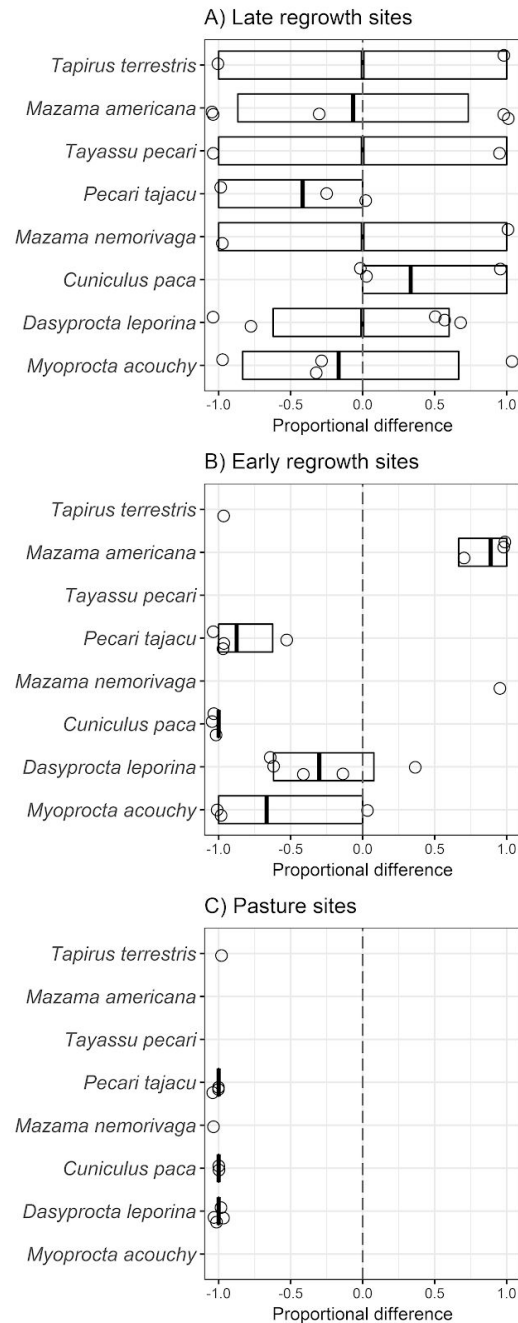 A) Late regrowth sites
Tapirus terrestris
Mazama americana
Tayassu pecari
Pecari tajacu
Mazama nemorivaga
Cuniculus paca
Dasyprocta leporina
Myoprocta acouchy
-1.0 -0.5 0.0 0.5 1.0
Proportional difference
B) Early regrowth sites
Tapirus terrestris
Mazama americana
Tayassu pecari
Pecari tajacu
Mazama nemorivaga
Cuniculus paca
Dasyprocta leporina
Myoprocta acouchy
-1.0 -0.5 0.0 0.5 1.0
Proportional difference
C) Pasture sites
Tapirus terrestris
Mazama americana
Tayassu pecari
Pecari tajacu
Mazama nemorivaga
Cuniculus paca
Dasyprocta leporina
Myoprocta acouchy
-1.0 -0.5 0.0 0.5 1.0
Proportional difference